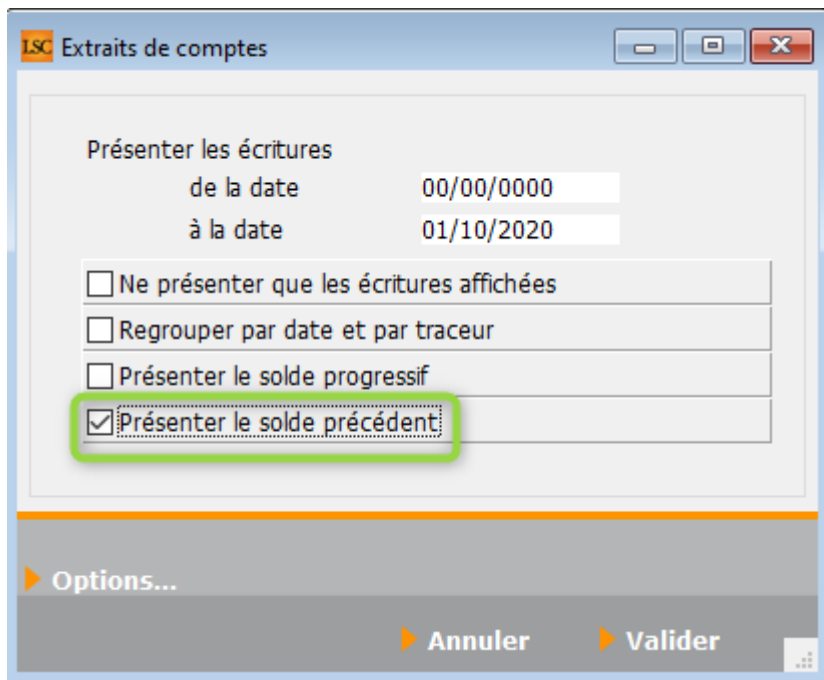 LSC Extraits de comptes
Présenter les écritures
de la date 00/00/0000
à la date 01/10/2020
Ne présenter que les écritures affichées
Regrouper par date et par traceur
Présenter le solde progressif
Présenter le solde précédent
Options...
Annuler Valider